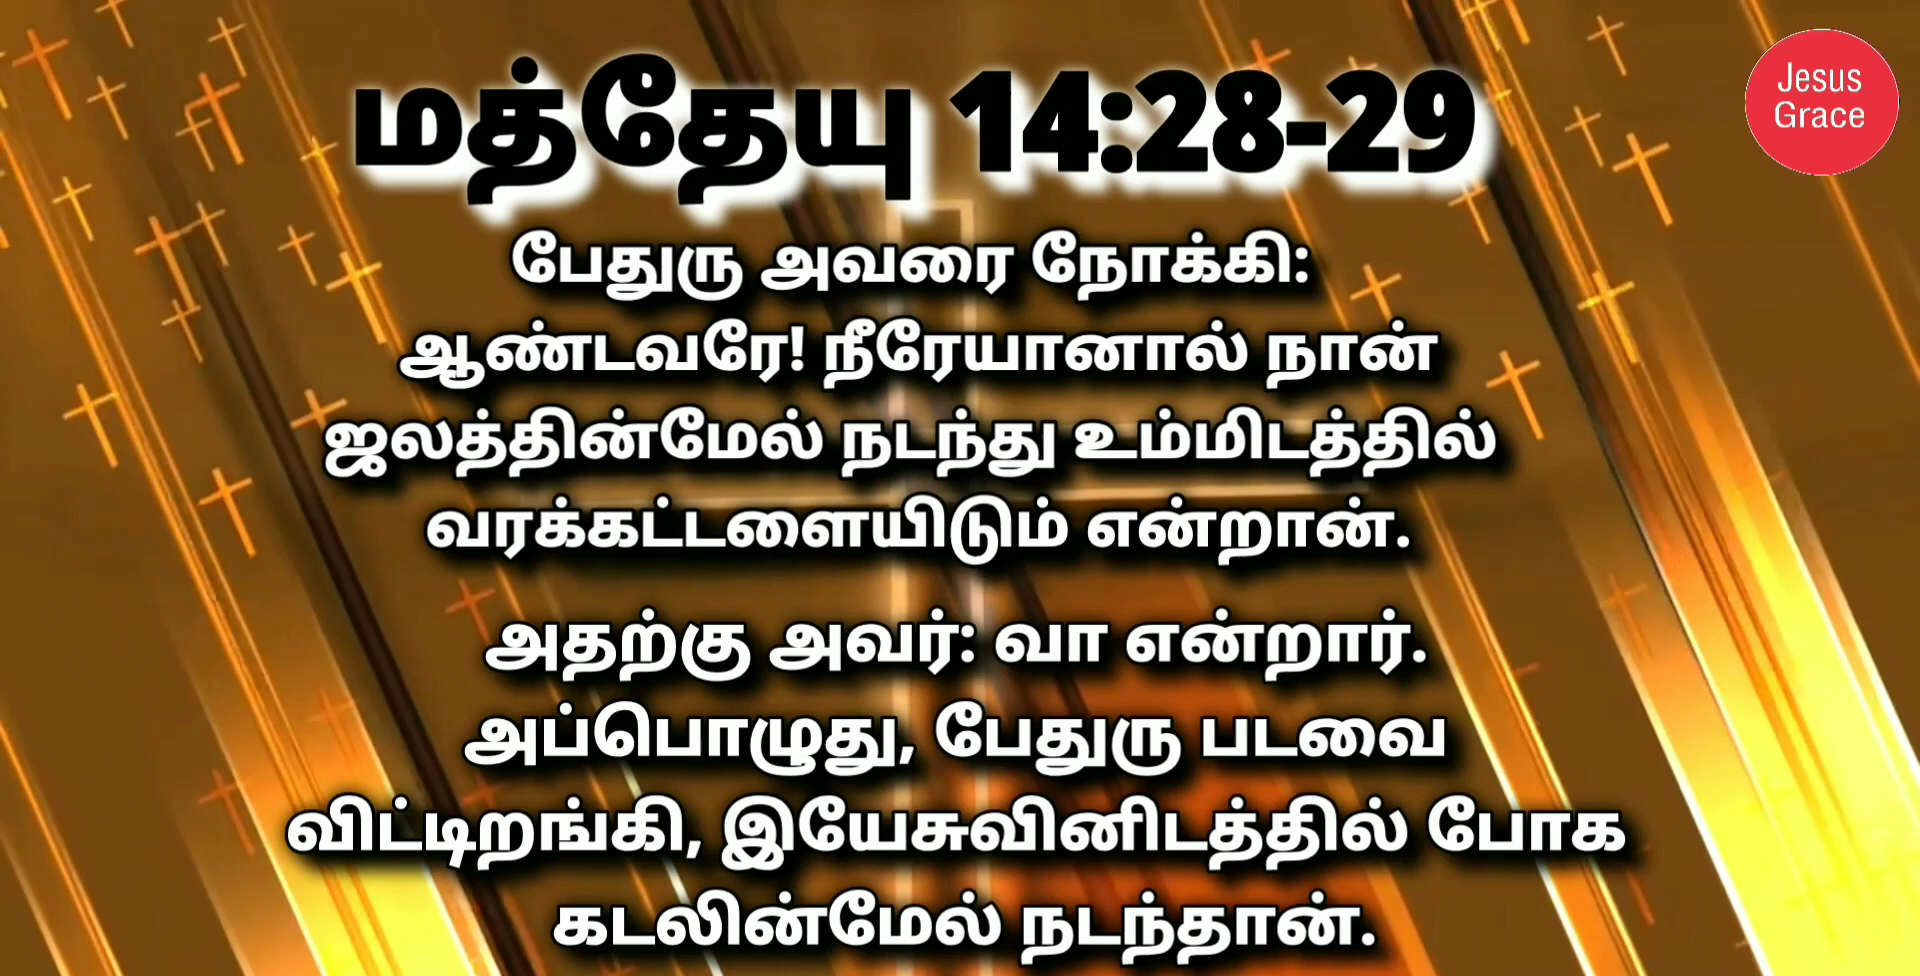 மத்தேயு 14:28-29
Jesus
Grace
பேதுரு அவரை நோக்கி:
ஆண்டவரே! நீரேயானால் நான்
ஜலத்தின்மேல் நடந்து உம்மிடத்தில்
வரக்கட்டளையிடும் என்றான்.
அதற்கு அவர்: வா என்றார்.
அப்பொழுது, பேதுரு படவை
விட்டிறங்கி, இயேசுவினிடத்தில் போக
கடலின்மேல் நடந்தான்.